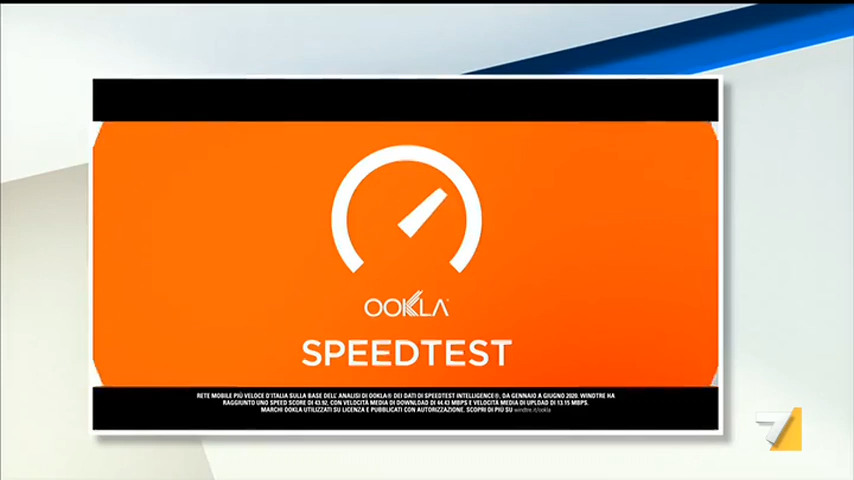 OOKLA
SPEEDTEST
RETE MOBILE PIÙ VELOCE D'ITALIA SULLA BASE DELL' ANALISI DI OOKLA® DEI DATI DI SPEEDTEST INTELLIGENCE®, DA GENNAIO A GIUGNO 2020. WINDTRE HA
RAGGIUNTO UNO SPEED SCORE DI 43.92, CON VELOCITÀ MEDIA DI DOWNLOAD DI 44.43 MBPS E VELOCITÀ MEDIA DI UPLOAD DI 13.15 MBPS.
MARCHI OOKLA UTILIZZATI SU LICENZA E PUBBLICATI CON AUTORIZZAZIONE. SCOPRI DI PIÙ SU windtre.it/ookla
7